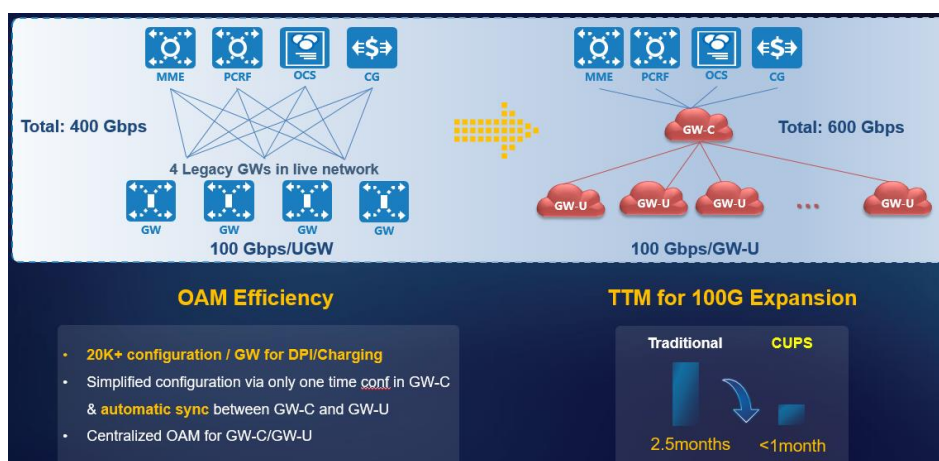 MME PCRF OCS CG
Total: 400 Gbps
4 Legacy GWs in live network
GW GW GW GW
100 Gbps/UGW
MME PCRF OCS CG
GW-C
Total: 600 Gbps
GW-U GW-U GW-U ... GW-U
100 Gbps/GW-U
OAM Efficiency
• 20K+ configuration / GW for DPI/Charging
• Simplified configuration via only one time conf in GW-C
& automatic sync between GW-C and GW-U
• Centralized OAM for GW-C/GW-U
TTM for 100G Expansion
Traditional CUPS
2.5months <1month